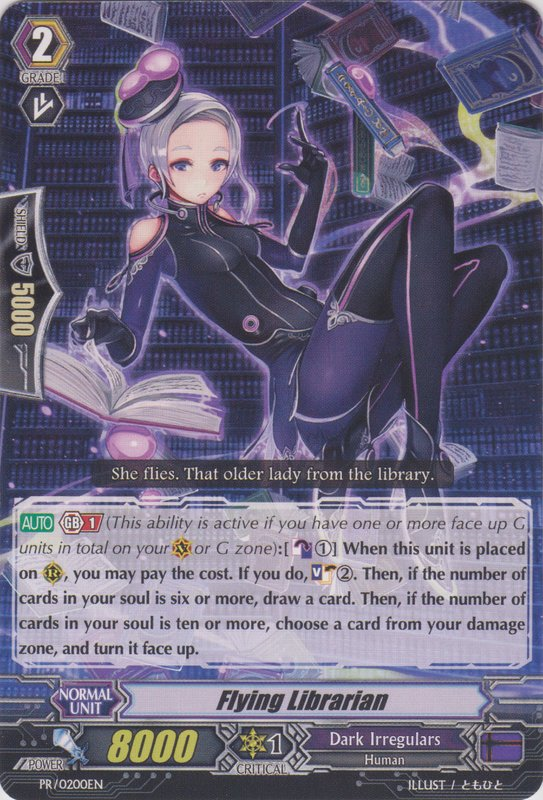 2
GRADE
SHIELD
5000
She flies. That older lady from the library.
AUTO GB 1 (This ability is active if you have one or more face up G
units in total on your V or G zone):[ ①] When this unit is placed
on R, you may pay the cost. If you do, V ②. Then, if the number
of cards in your soul is six or more, draw a card. Then, if the number of
cards in your soul is ten or more, choose a card from your damage
zone, and turn it face up.
NORMAL
UNIT
Flying Librarian
POWER
8000
1
CRITICAL
Dark Irregulars
Human
PR/0200EN
ILLUST / ともひと